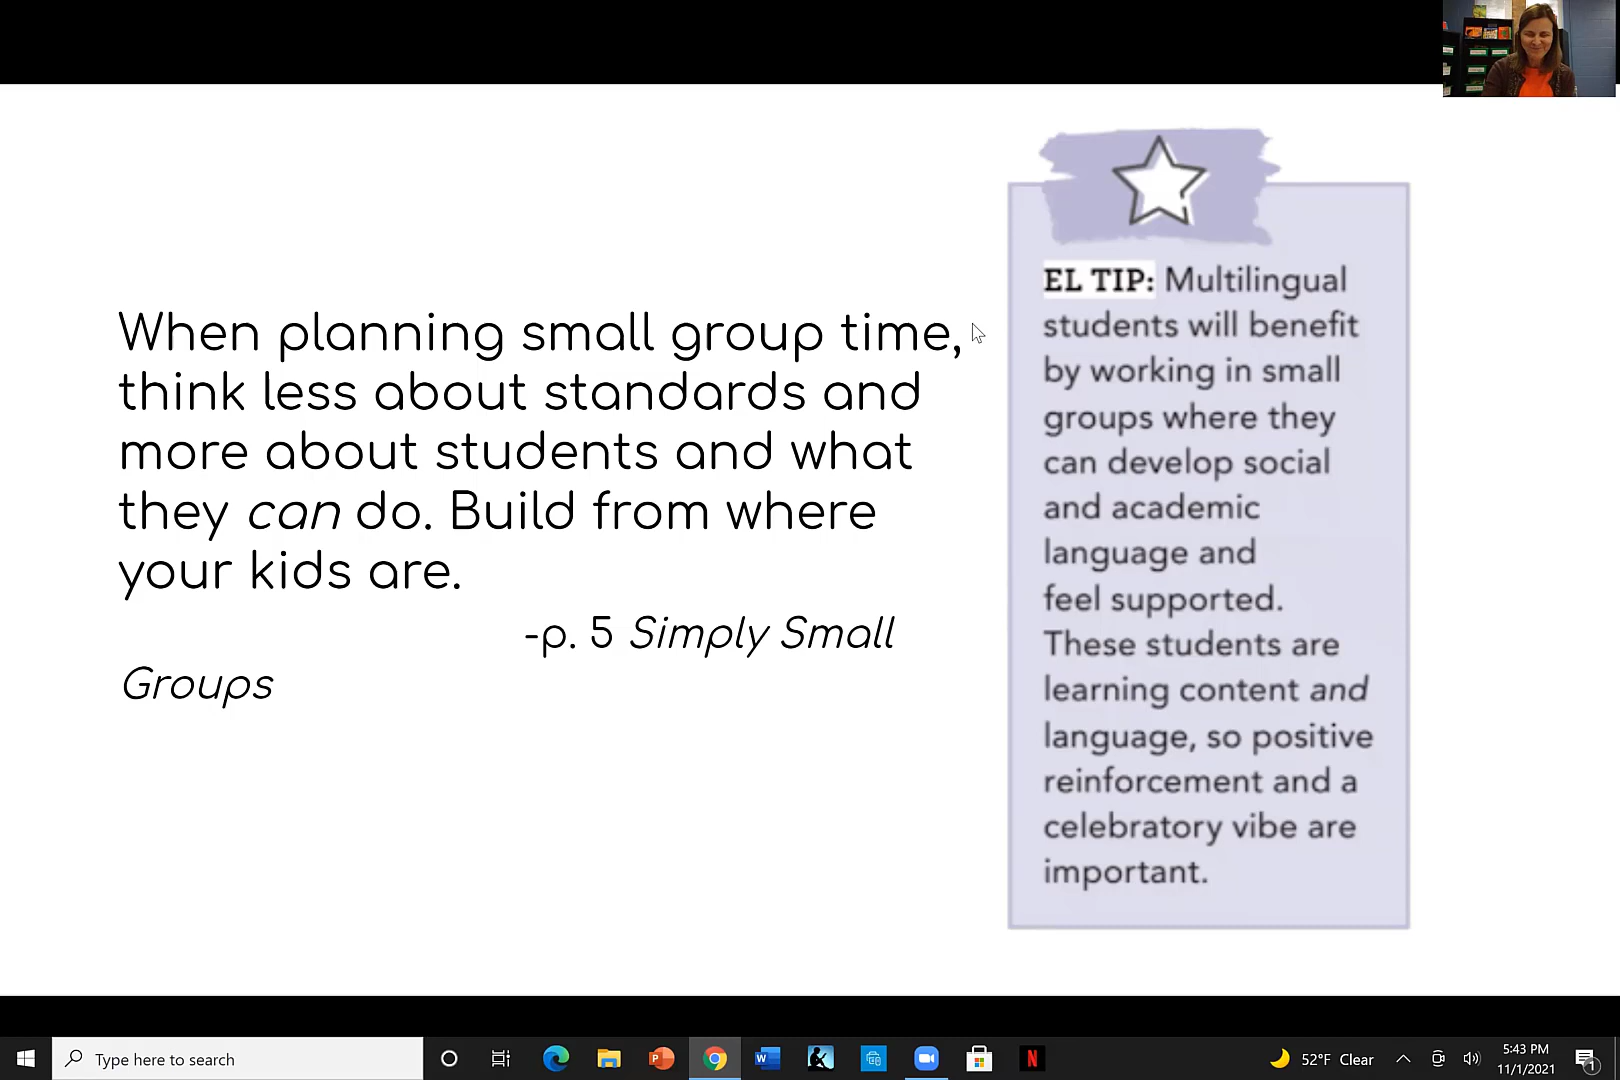 When planning small group time,
think less about standards and
more about students and what
they can do. Build from where
your kids are.
-p. 5 Simply Small
Groups
EL TIP: Multilingual
students will benefit
by working in small
groups where they
can develop social
and academic
language and
feel supported.
These students are
learning content and
language, so positive
reinforcement and a
celebratory vibe are
important.
Type here to search
52°F Clear
5:43 PM
11/1/2021
1